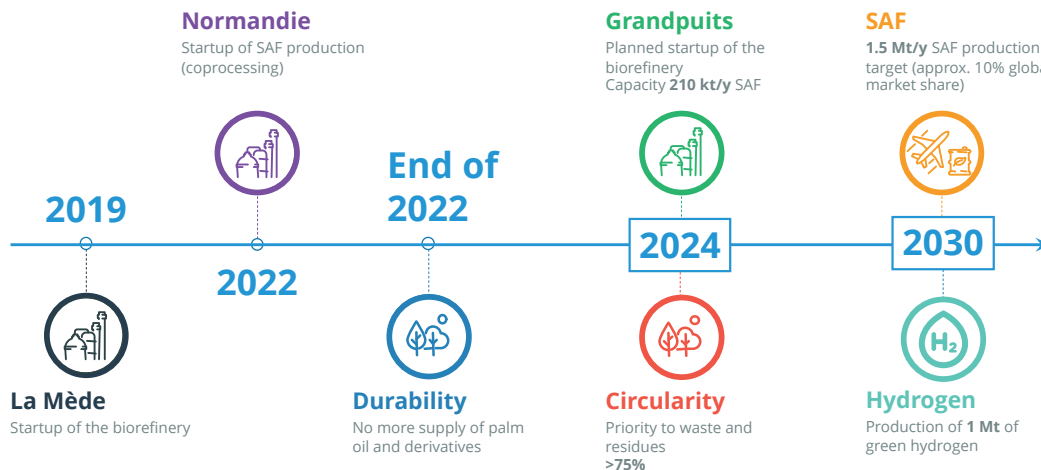 Normandie
Startup of SAF production
(coprocessing)
Grandpuits
Planned startup of the
biorefinery
Capacity 210 kt/y SAF
SAF
1.5 Mt/y SAF production
target (approx. 10% globa
market share)
2019
2022
End of
2022
2024
2030
H2
La Mède
Startup of the biorefinery
Durability
No more supply of palm
oil and derivatives
Circularity
Priority to waste and
residues
>75%
Hydrogen
Production of 1 Mt of
green hydrogen